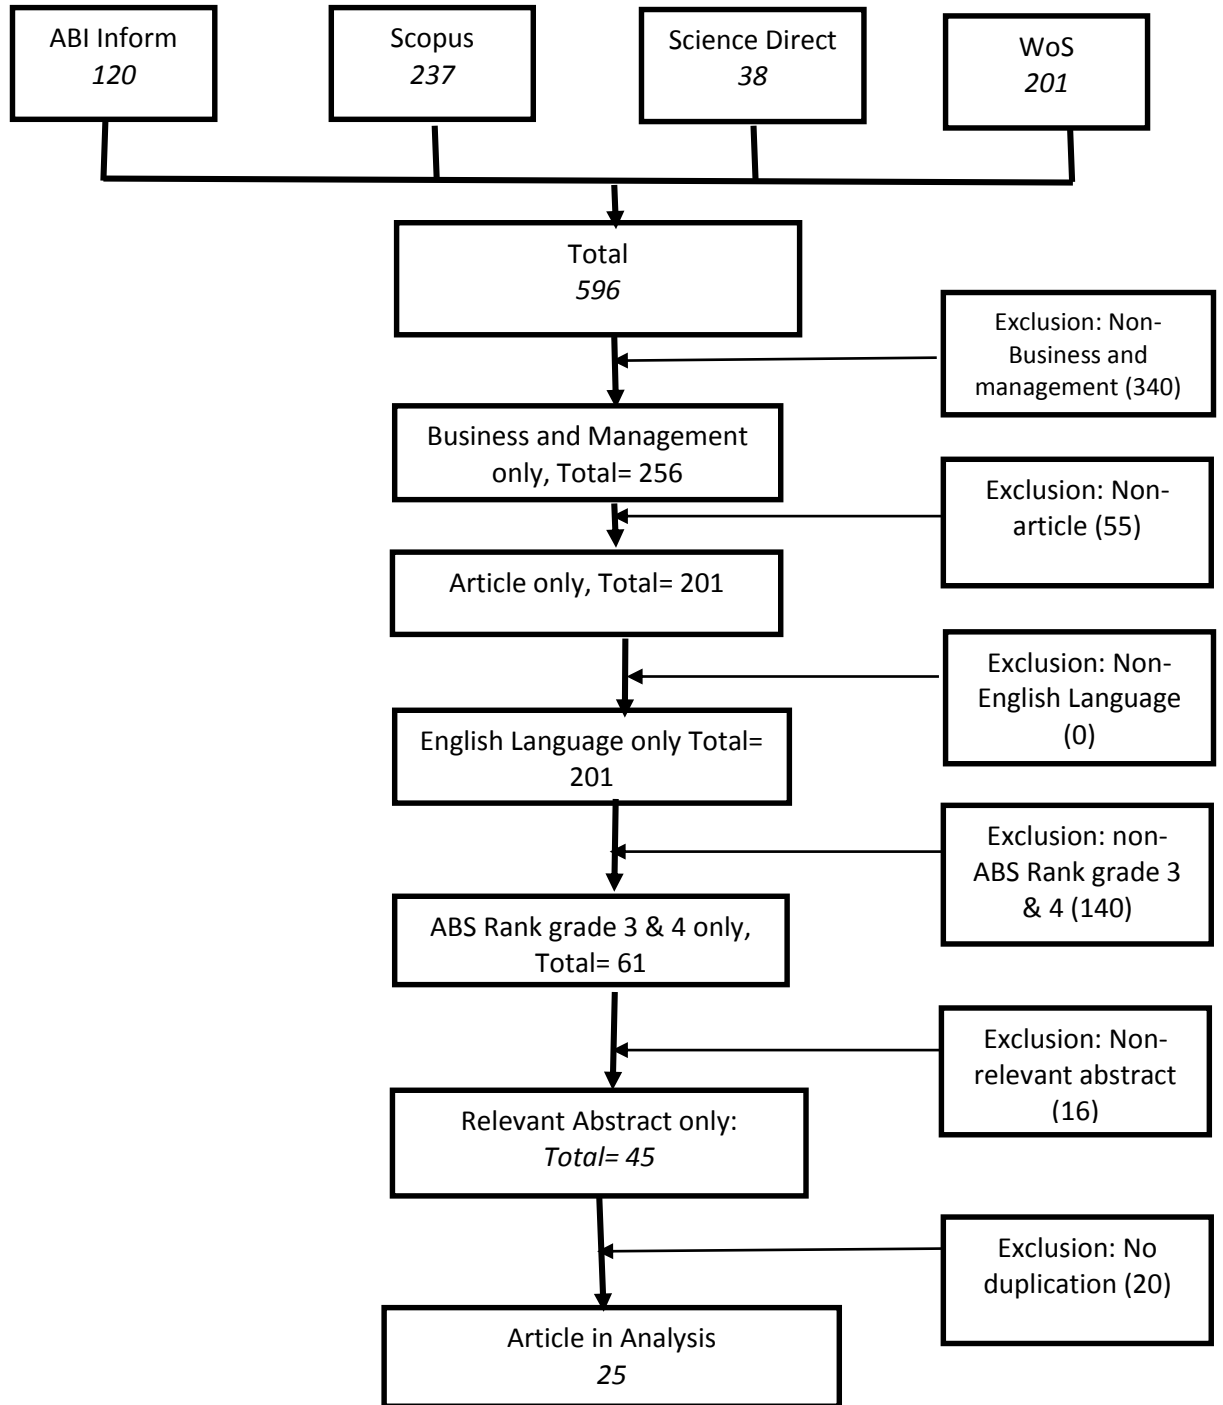 ABI Inform
120
Scopus
237
Science Direct
38
WoS
201
Total
596
Exclusion: Non-
Business and
management (340)
Business and Management
only, Total= 256
Exclusion: Non-
article (55)
Article only, Total= 201
Exclusion: Non-
English Language
(0)
English Language only Total=
201
Exclusion: non-
ABS Rank grade 3
& 4 (140)
ABS Rank grade 3 & 4 only,
Total= 61
Exclusion: Non-
relevant abstract
(16)
Relevant Abstract only:
Total= 45
Exclusion: No
duplication (20)
Article in Analysis
25